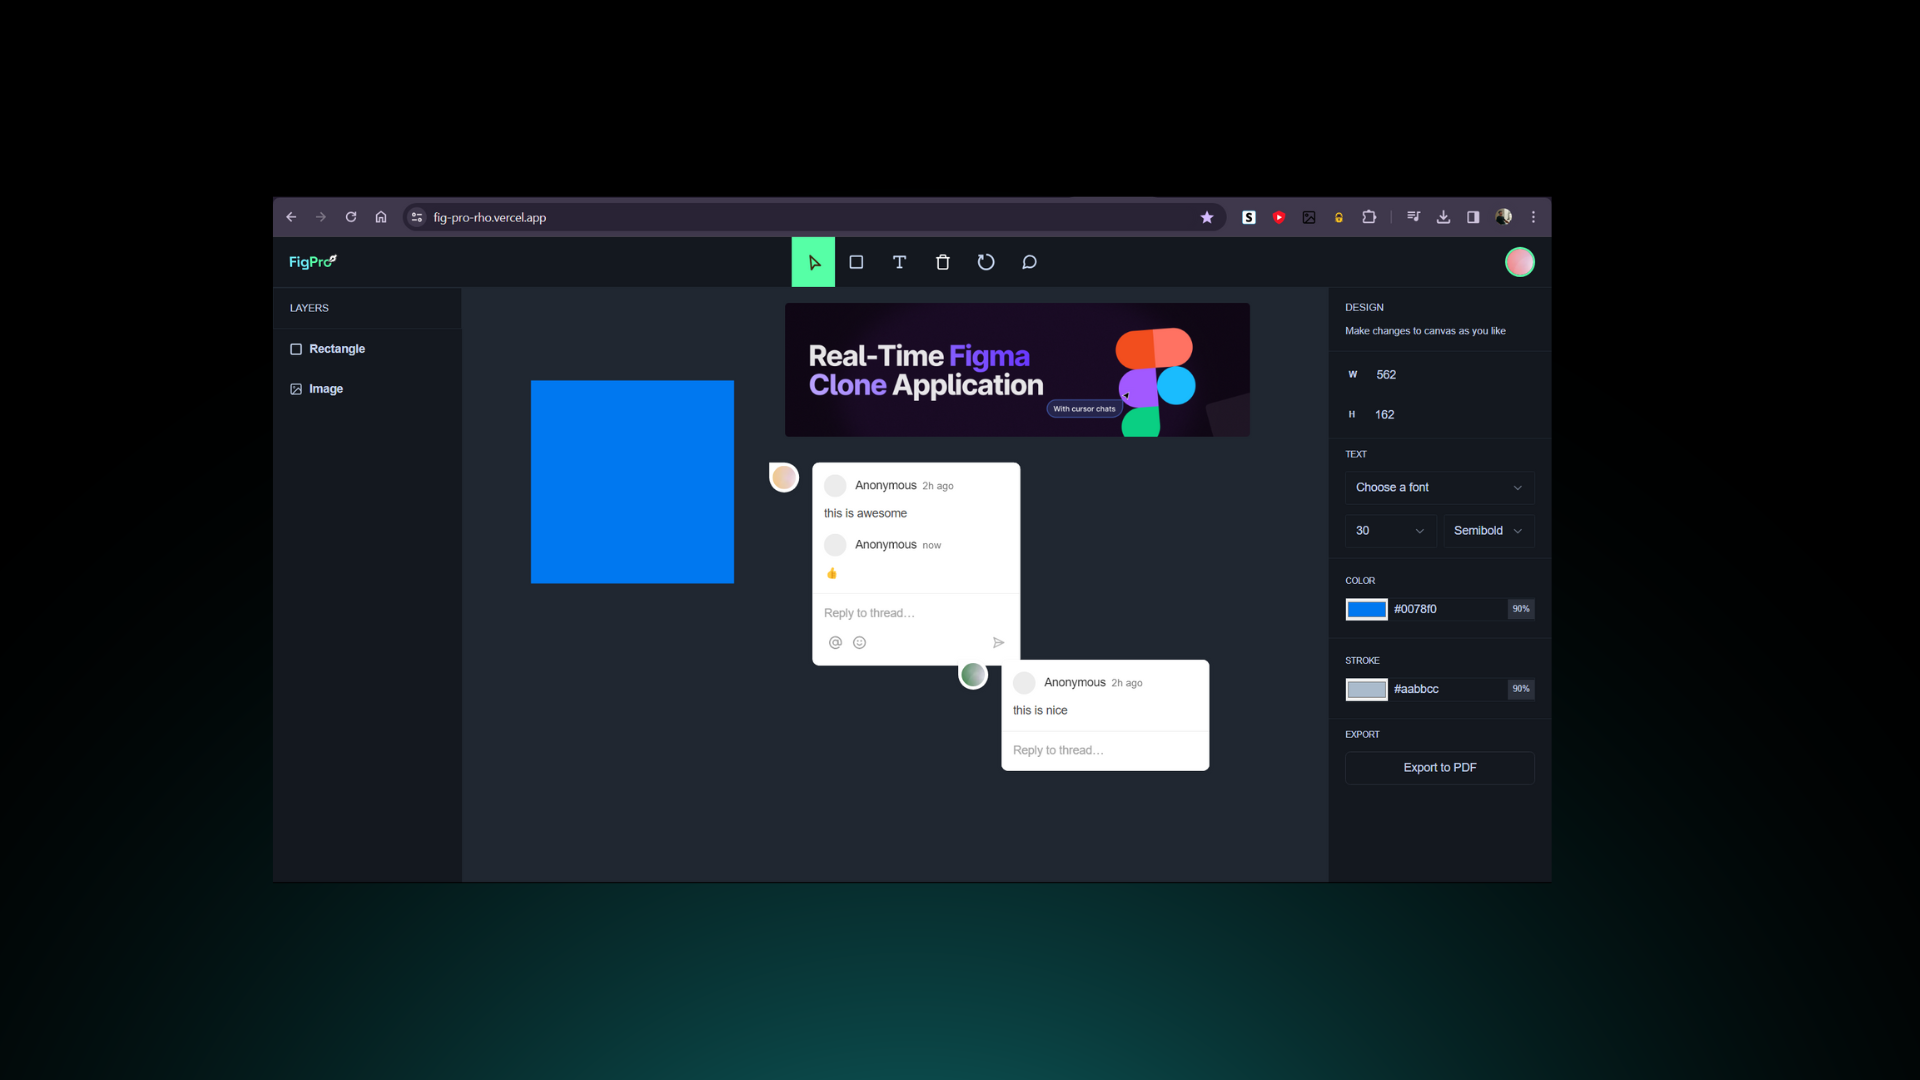 fig-pro-rho.vercel.app
S
FigPro
T
LAYERS
Rectangle
Image
Real-Time Figma
Clone Application
With cursor chats
Anonymous 2h ago
this is awesome
Anonymous now
👍
Reply to thread…
@
Anonymous 2h ago
this is nice
Reply to thread…
DESIGN
Make changes to canvas as you like
W 562
H 162
TEXT
Choose a font
30 Semibold
COLOR
#0078f0 90%
STROKE
#aabbcc 90%
EXPORT
Export to PDF